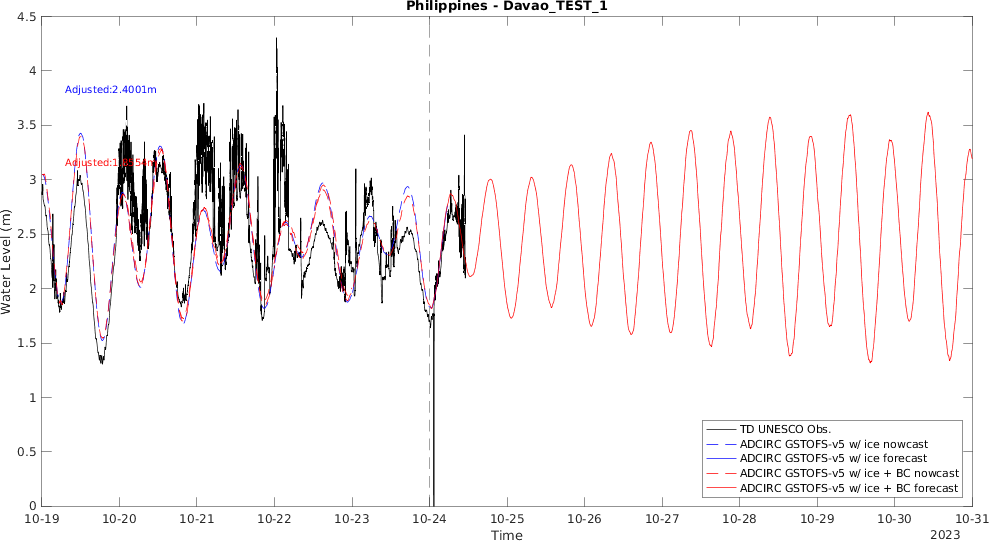 Philippines - Davao_TEST_1
Water Level (m)
4.5
4
3.5
3
2.5
2
1.5
1
0.5
0
Adjusted:2.4001m
TD UNESCO Obs.
ADCIRC GSTOFS-v5 w/ ice nowcast
ADCIRC GSTOFS-v5 w/ ice forecast
ADCIRC GSTOFS-v5 w/ ice + BC nowcast
ADCIRC GSTOFS-v5 w/ ice + BC forecast
10-19 10-20 10-21 10-22 10-23 10-24 10-25 10-26 10-27 10-28 10-29 10-30 10-31
Time
2023